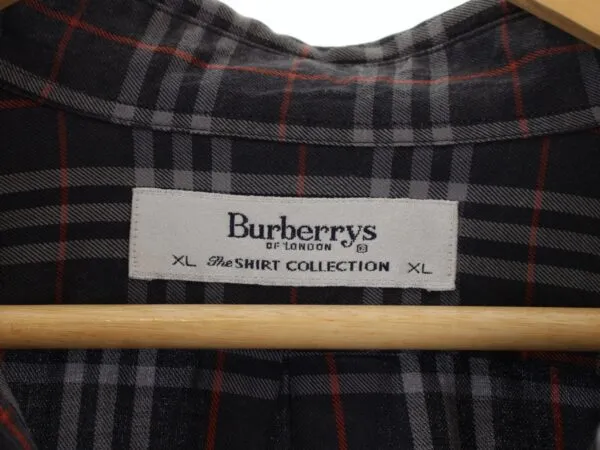 Burberrys
OF LONDON ®
XL The SHIRT COLLECTION XL